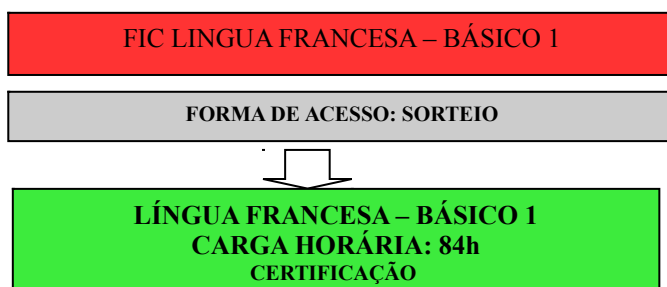 FIC LINGUA FRANCESA – BÁSICO 1
FORMA DE ACESSO: SORTEIO
LÍNGUA FRANCESA – BÁSICO 1
CARGA HORÁRIA: 84h
CERTIFICAÇÃO